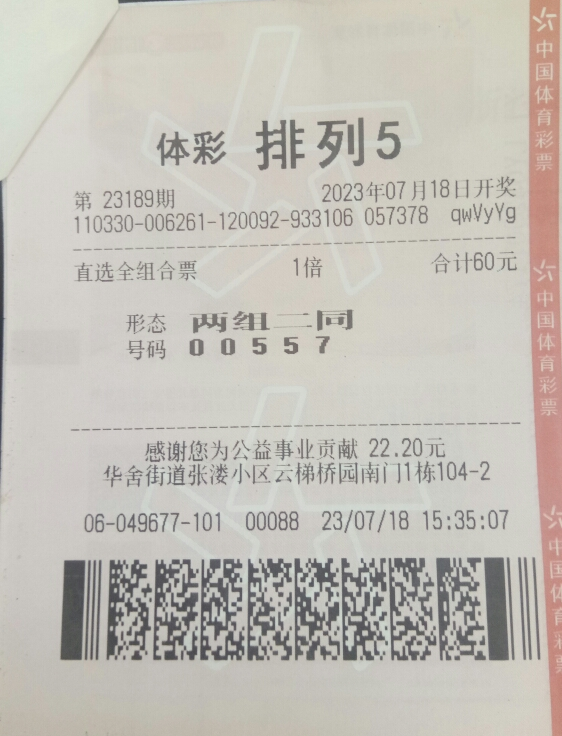 体彩 排列5
第 23189期 2023年07月18日开奖
110330-006261-120092-933106 057378 qwVyYg
直选全组合票 1倍 合计60元
形态 两组二同
号码 0 0 5 5 7
感谢您为公益事业贡献 22.20元
华舍街道张溇小区云梯桥园南门1栋104-2
06-049677-101 00088 23/07/18 15:35:07
中国体育彩票
中国体育彩票
中国体育彩